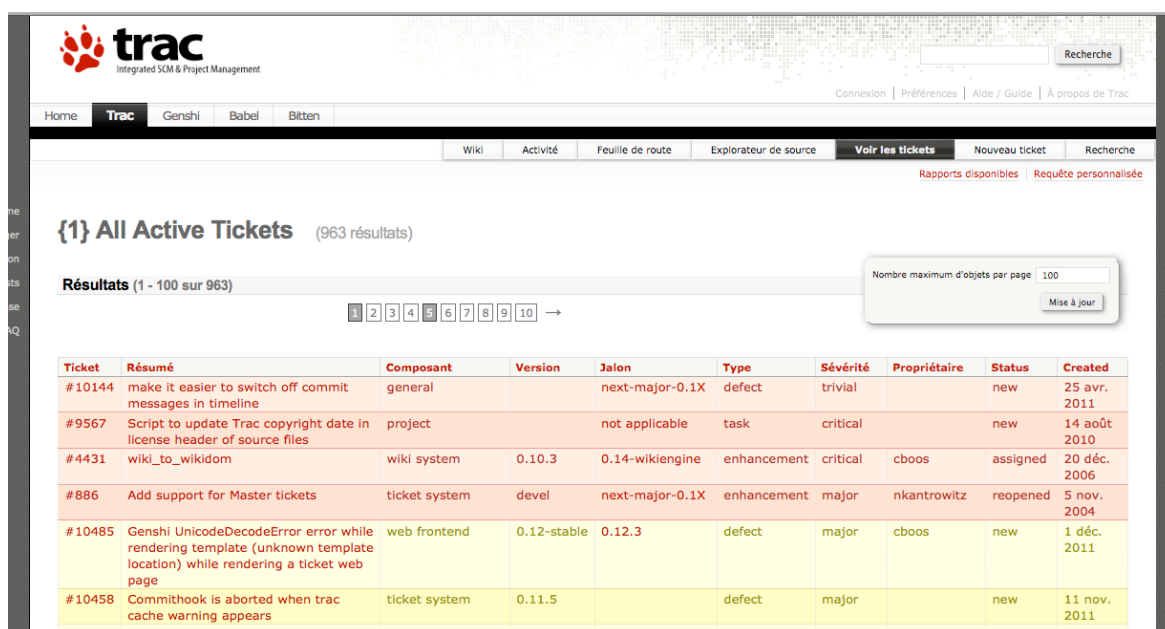 trac
Integrated SCM & Project Management
Recherche
Connexion | Préférences | Aide / Guide | À propos de Trac
Home Trac Genshi Babel Bitten
Wiki Activité Feuille de route Explorateur de source Voir les tickets Nouveau ticket Recherche
Rapports disponibles Requête personnalisée
{1} All Active Tickets (963 résultats)
Nombre maximum d'objets par page 100
Mise à jour
Résultats (1 - 100 sur 963)
1 2 3 4 5 6 7 8 9 10 →
Ticket Résumé Composant Version Jalon Type Sévérité Propriétaire Status Created
#10144 make it easier to switch off commit general next-major-0.1X defect trivial new 25 avr.
messages in timeline 2011
#9567 Script to update Trac copyright date in project not applicable task critical new 14 août
license header of source files 2010
#4431 wiki_to_wikidom wiki system 0.10.3 0.14-wikiengine enhancement critical cboos assigned 20 déc.
2006
#886 Add support for Master tickets ticket system devel next-major-0.1X enhancement major nkantrowitz reopened 5 nov.
2004
#10485 Genshi UnicodeDecodeError error while web frontend 0.12-stable 0.12.3 defect major cboos new 1 déc.
rendering template (unknown template 2011
location) while rendering a ticket web
page
#10458 Commithook is aborted when trac ticket system 0.11.5 defect major new 11 nov.
cache warning appears 2011